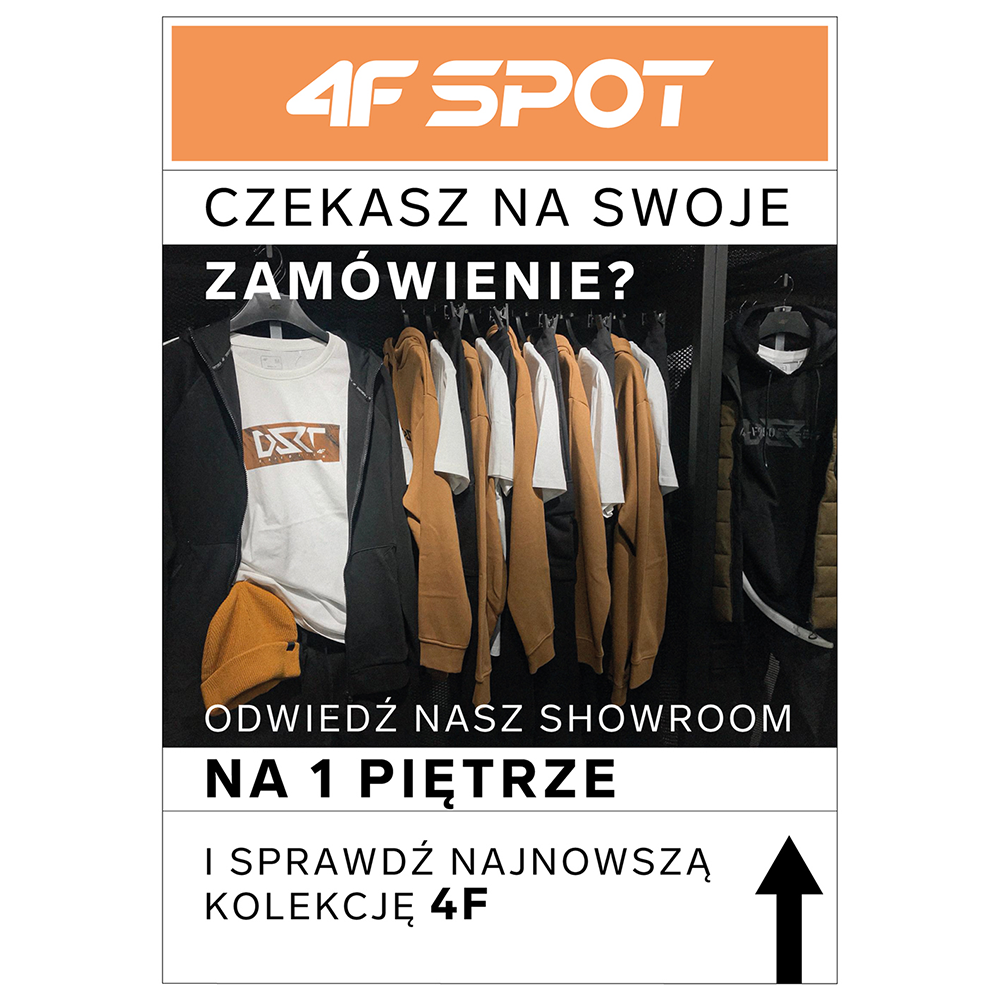 4F SPOT
CZEKASZ NA SWOJE
ZAMÓWIENIE?
ODWIEDŹ NASZ SHOWROOM
NA 1 PIĘTRZE
I SPRAWDŹ NAJNOWSZĄ
KOLEKCJĘ 4F